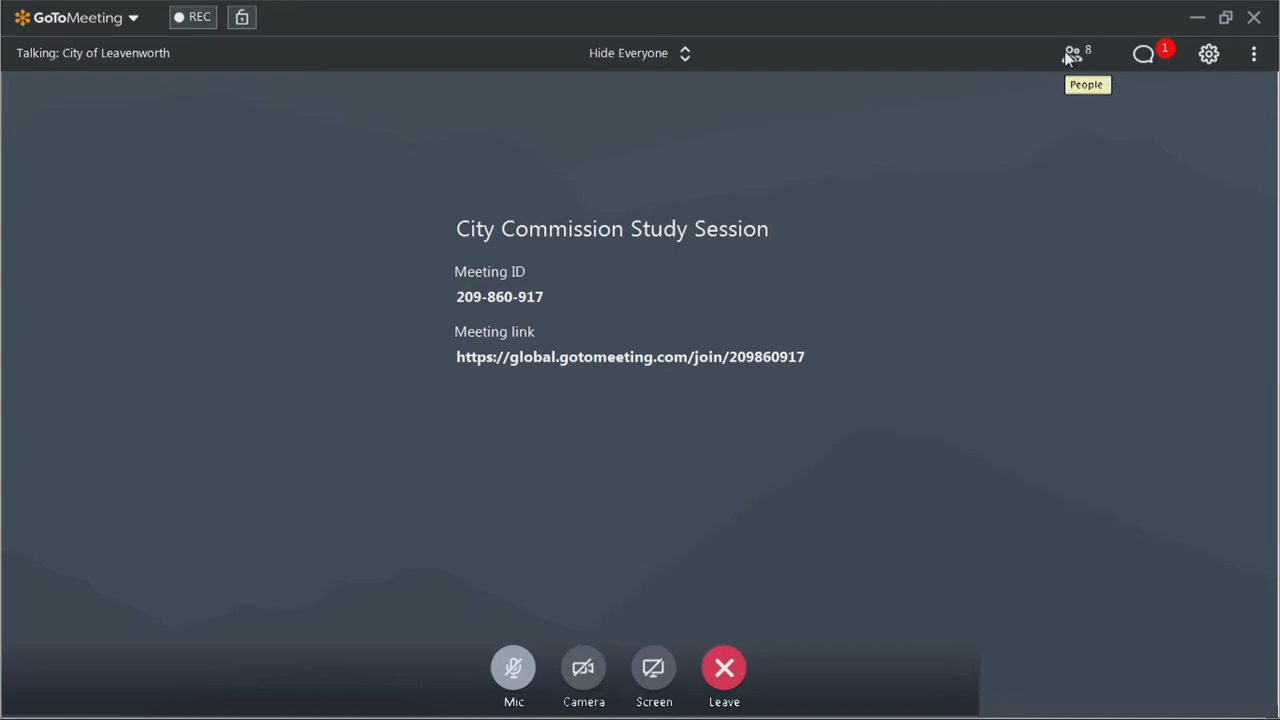 GoToMeeting
REC
Talking: City of Leavenworth
Hide Everyone
8
1
People
City Commission Study Session
Meeting ID
209-860-917
Meeting link
https://global.gotomeeting.com/join/209860917
Mic
Camera
Screen
Leave